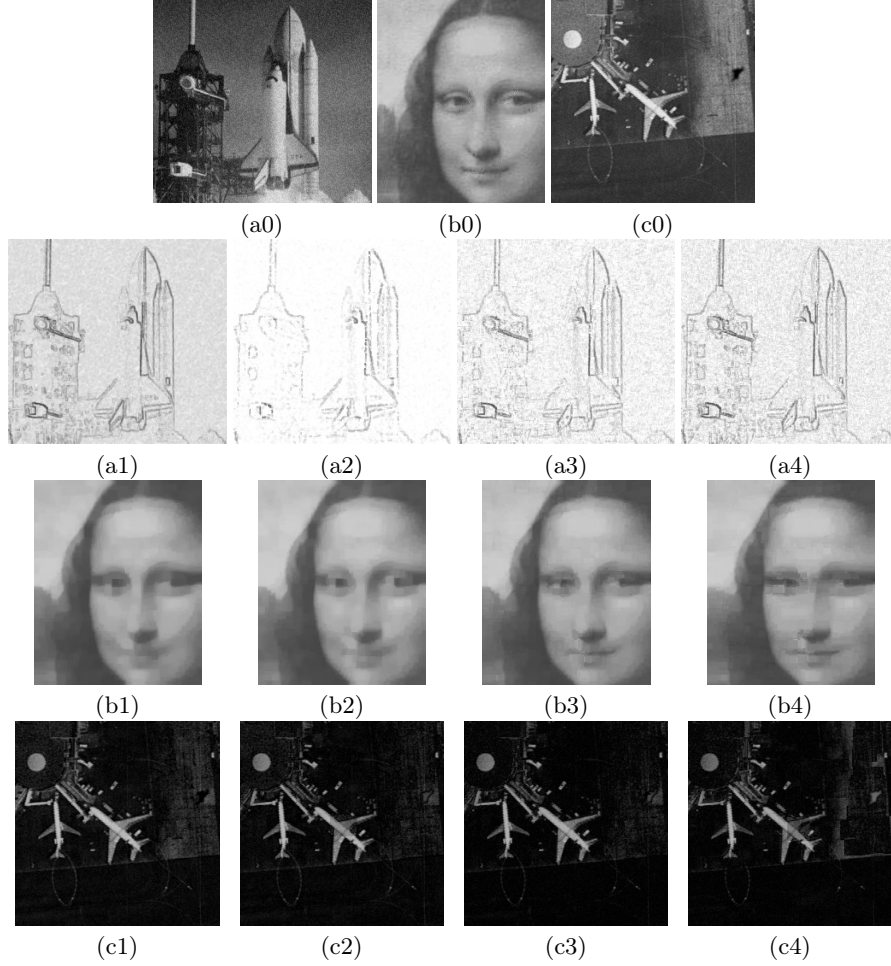 (a0) (b0) (c0)
(a1) (a2) (a3) (a4)
(b1) (b2) (b3) (b4)
(c1) (c2) (c3) (c4)